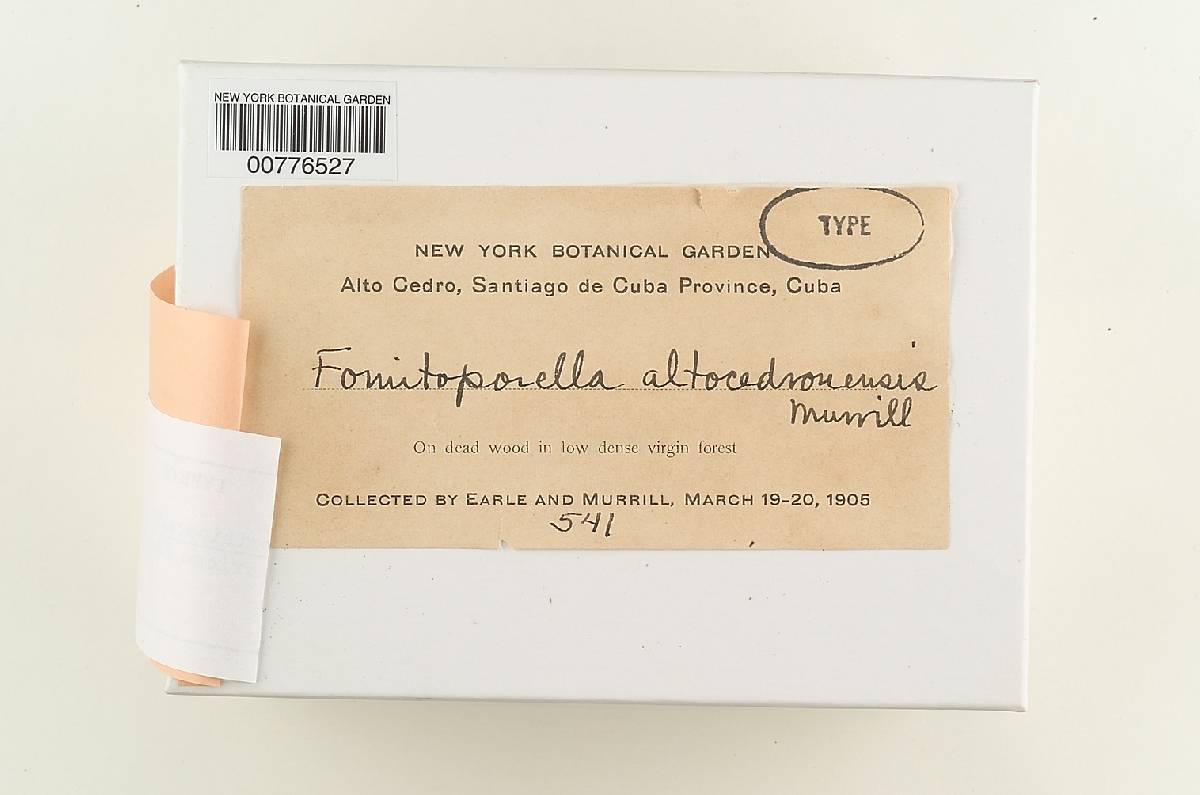 NEW YORK BOTANICAL GARDEN
00776527
TYPE
NEW YORK BOTANICAL GARDEN
Alto Cedro, Santiago de Cuba Province, Cuba
Fomitoporella altocedronensis
Murrill
On dead wood in low dense virgin forest
COLLECTED BY EARLE AND MURRILL, MARCH 19-20, 1905
541